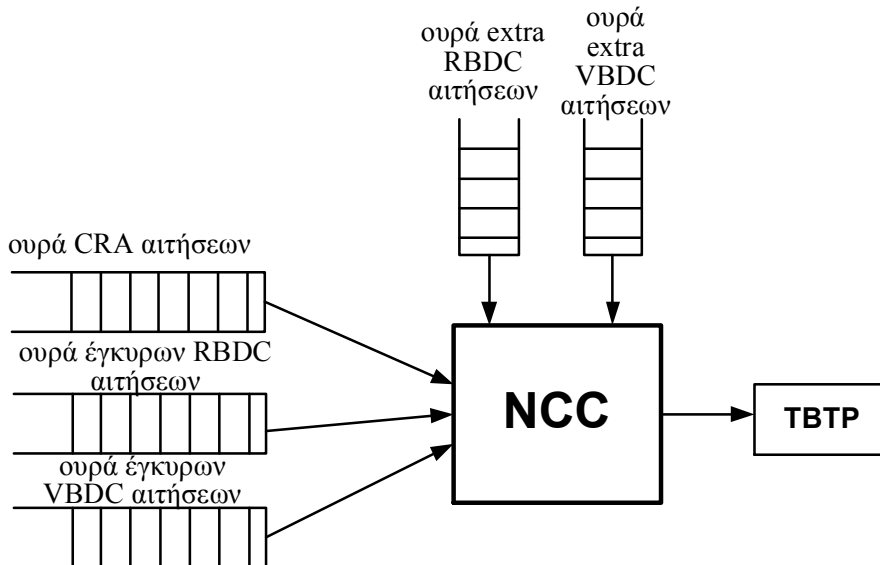 ουρά extra
RBDC
αιτήσεων
ουρά
extra
VBDC
αιτήσεων
ουρά CRA αιτήσεων
ουρά έγκυρων RBDC
αιτήσεων
ουρά έγκυρων
VBDC αιτήσεων
NCC
TBTP